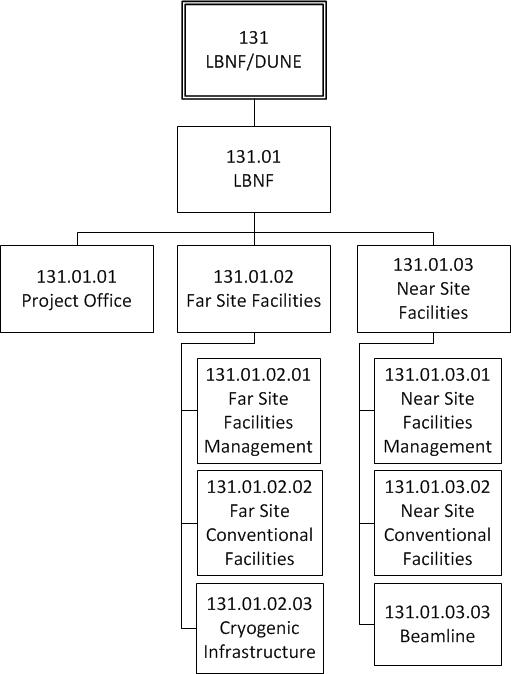 131
LBNF/DUNE
131.01
LBNF
131.01.01
Project Office
131.01.02
Far Site Facilities
131.01.03
Near Site
Facilities
131.01.02.01
Far Site
Facilities
Management
131.01.02.02
Far Site
Conventional
Facilities
131.01.02.03
Cryogenic
Infrastructure
131.01.03.01
Near Site
Facilities
Management
131.01.03.02
Near Site
Conventional
Facilities
131.01.03.03
Beamline